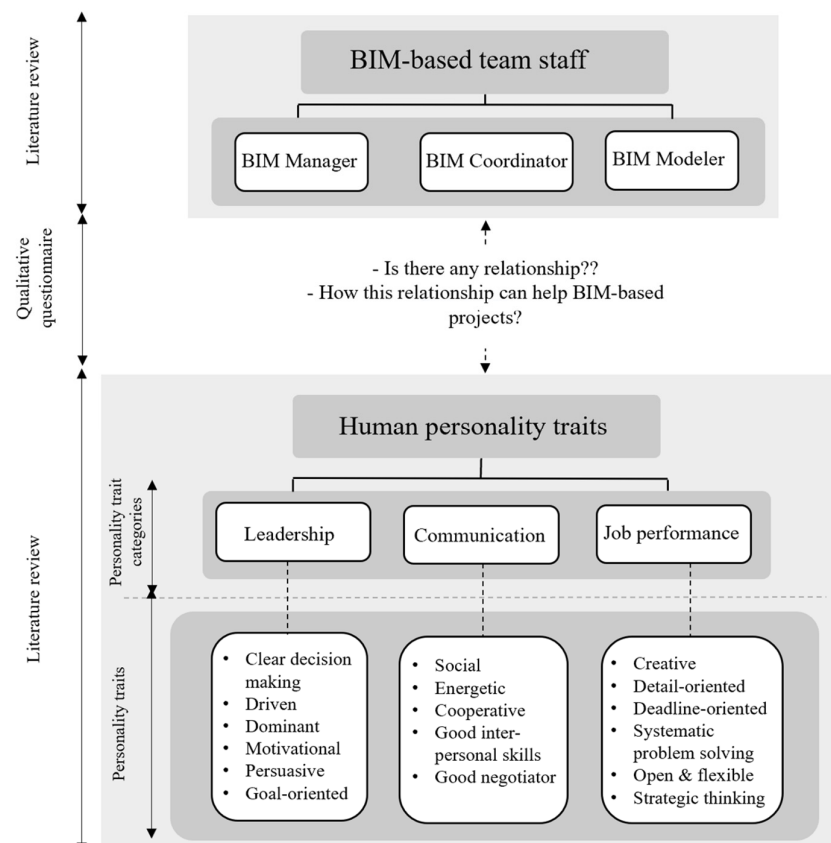 Literature review
BIM-based team staff
BIM Manager
BIM Coordinator
BIM Modeler
Qualitative
questionnaire
- Is there any relationship??
- How this relationship can help BIM-based
projects?
Literature review
Human personality traits
Personality trait
categories
Leadership
Communication
Job performance
Personality traits
• Clear decision
making
• Driven
• Dominant
• Motivational
• Persuasive
• Goal-oriented
• Social
• Energetic
• Cooperative
• Good inter-
personal skills
• Good negotiator
• Creative
• Detail-oriented
• Deadline-oriented
• Systematic
problem solving
• Open & flexible
• Strategic thinking